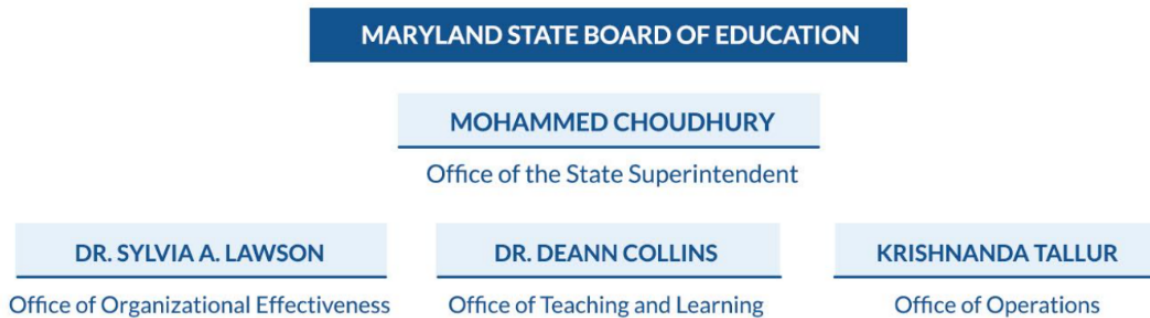 MARYLAND STATE BOARD OF EDUCATION
MOHAMMED CHOUDHURY
Office of the State Superintendent
DR. SYLVIA A. LAWSON
Office of Organizational Effectiveness
DR. DEANN COLLINS
Office of Teaching and Learning
KRISHNANDA TALLUR
Office of Operations